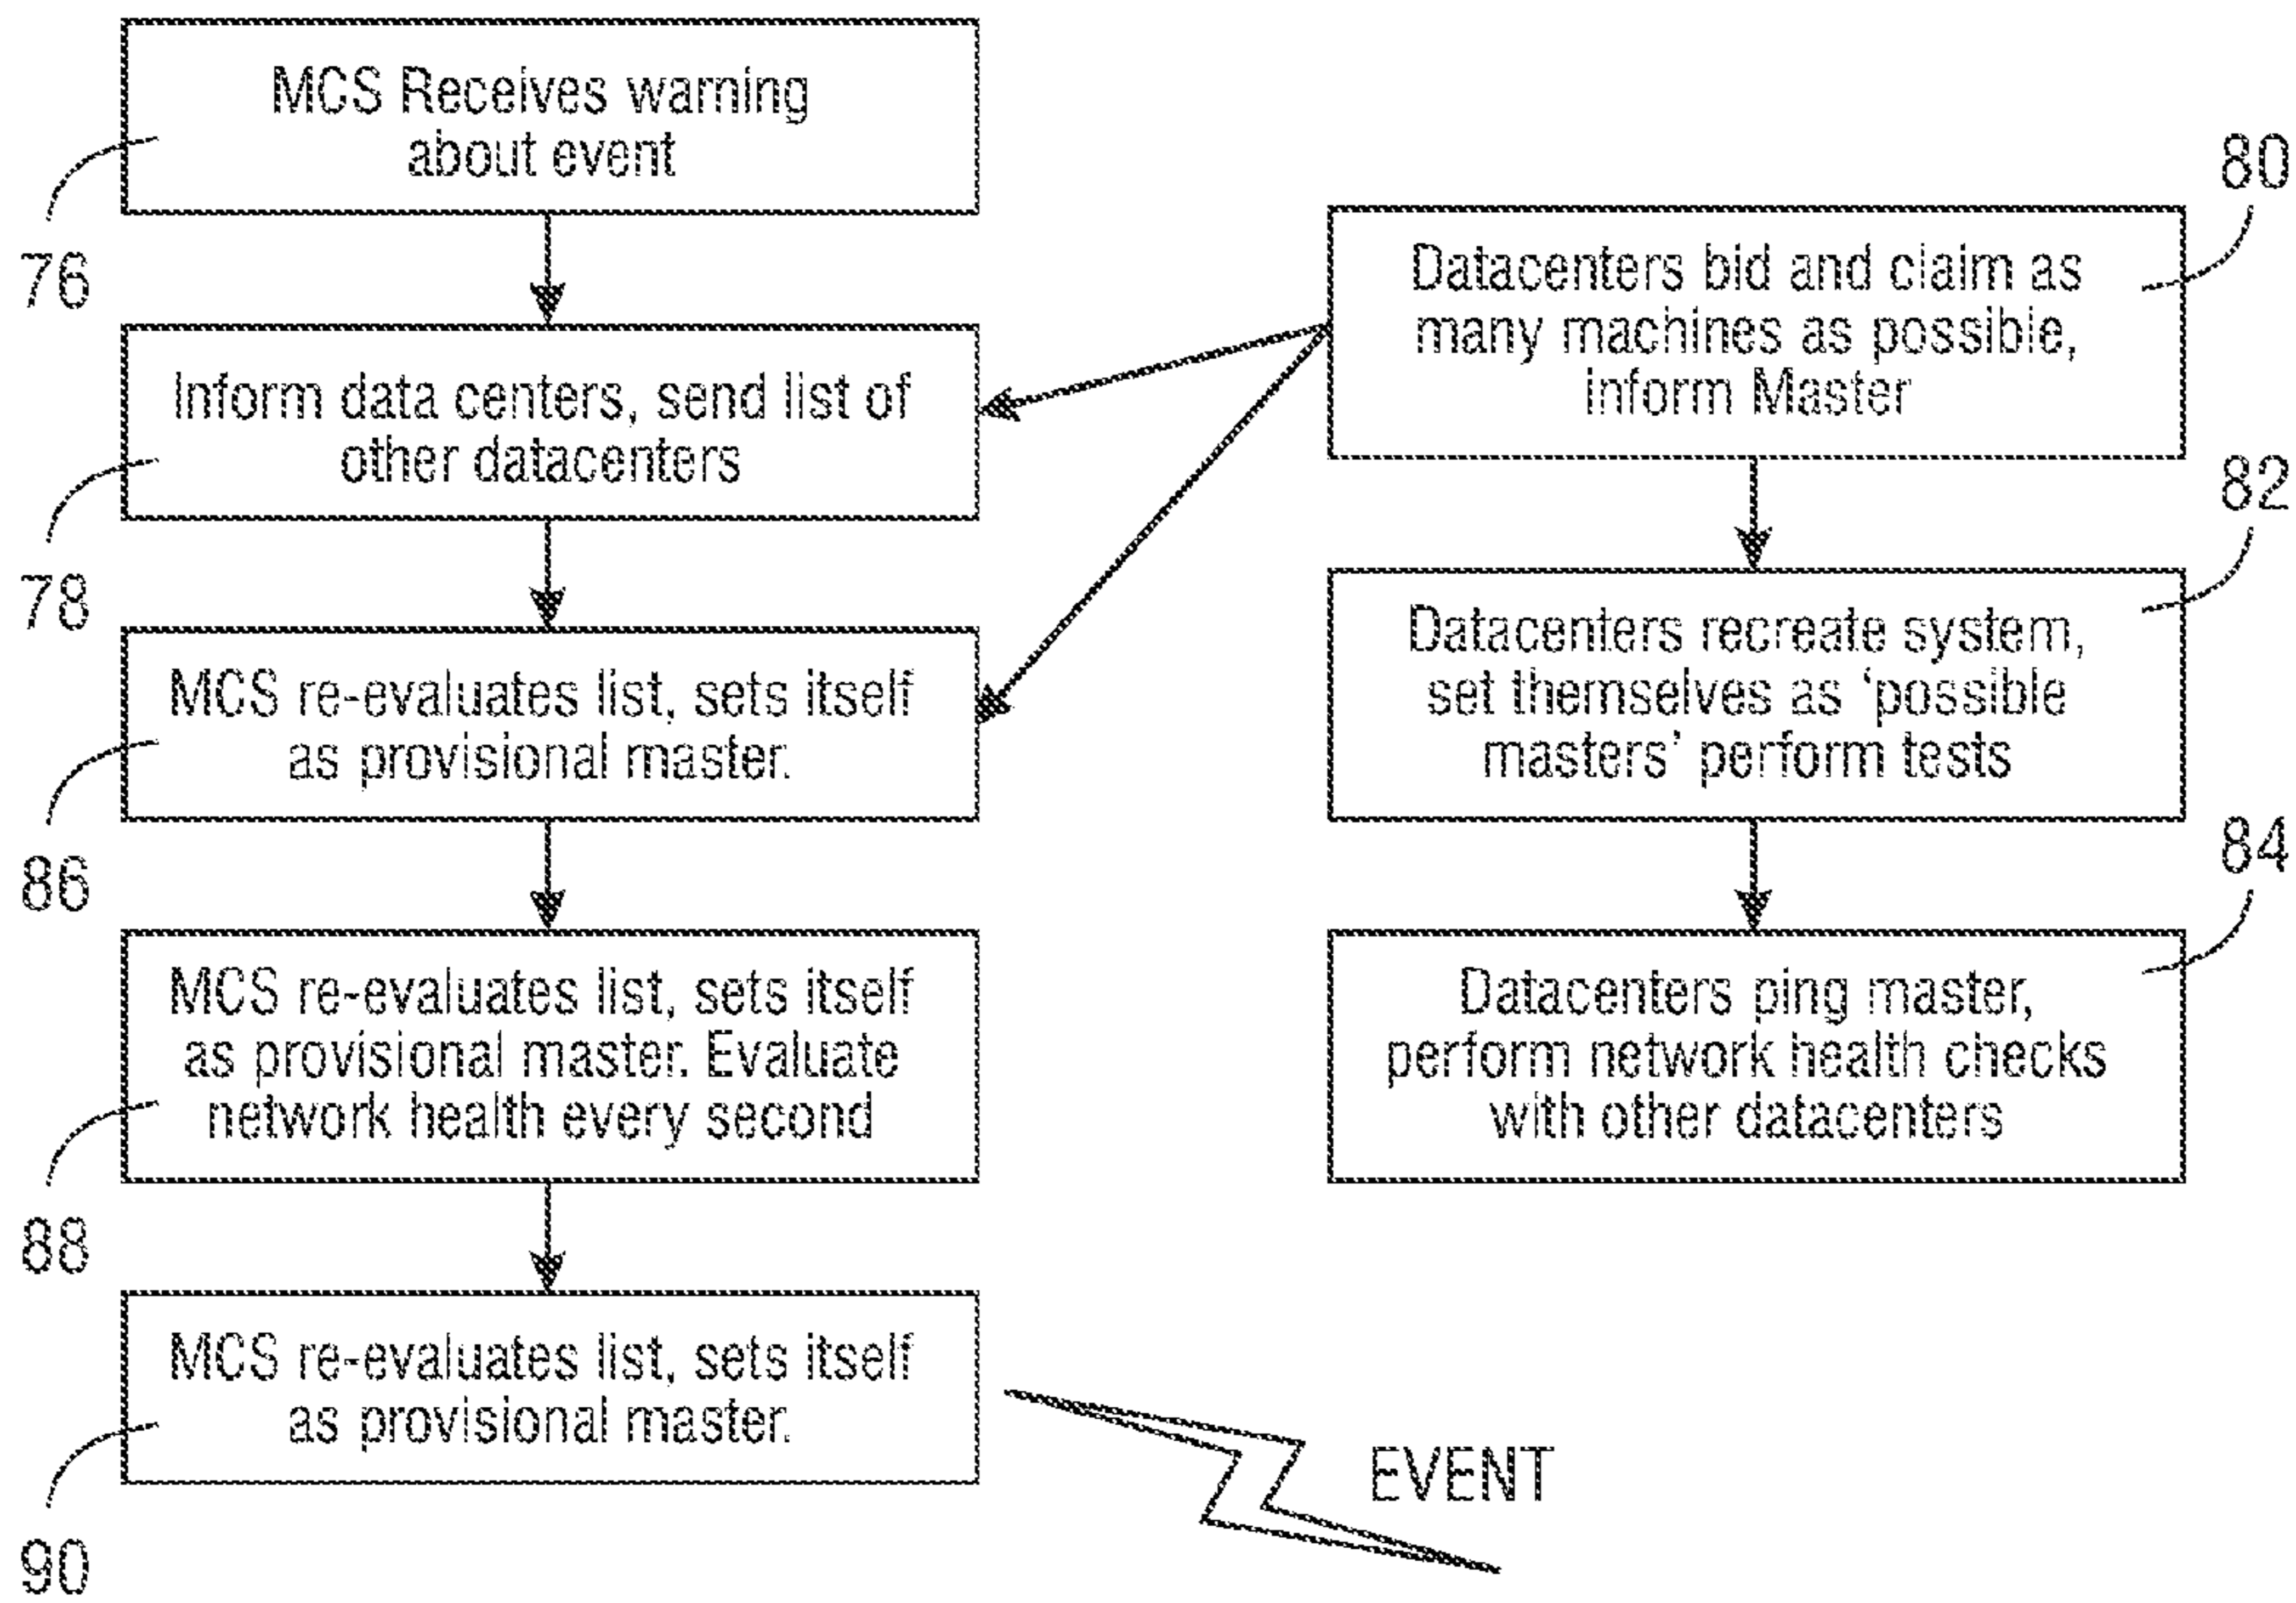 MCS Receives warning
about event
76
Inform data centers, send list of
other datacenters
78
MCS re-evaluates list, sets itself
as provisional master.
86
MCS re-evaluates list, sets itself
as provisional master. Evaluate
network health every second
88
MCS re-evaluates list, sets itself
as provisional master.
90
80
Datacenters bid and claim as
many machines as possible,
inform Master
82
Datacenters recreate system,
set themselves as ‘possible
masters’ perform tests
84
Datacenters ping master,
perform network health checks
with other datacenters
EVENT